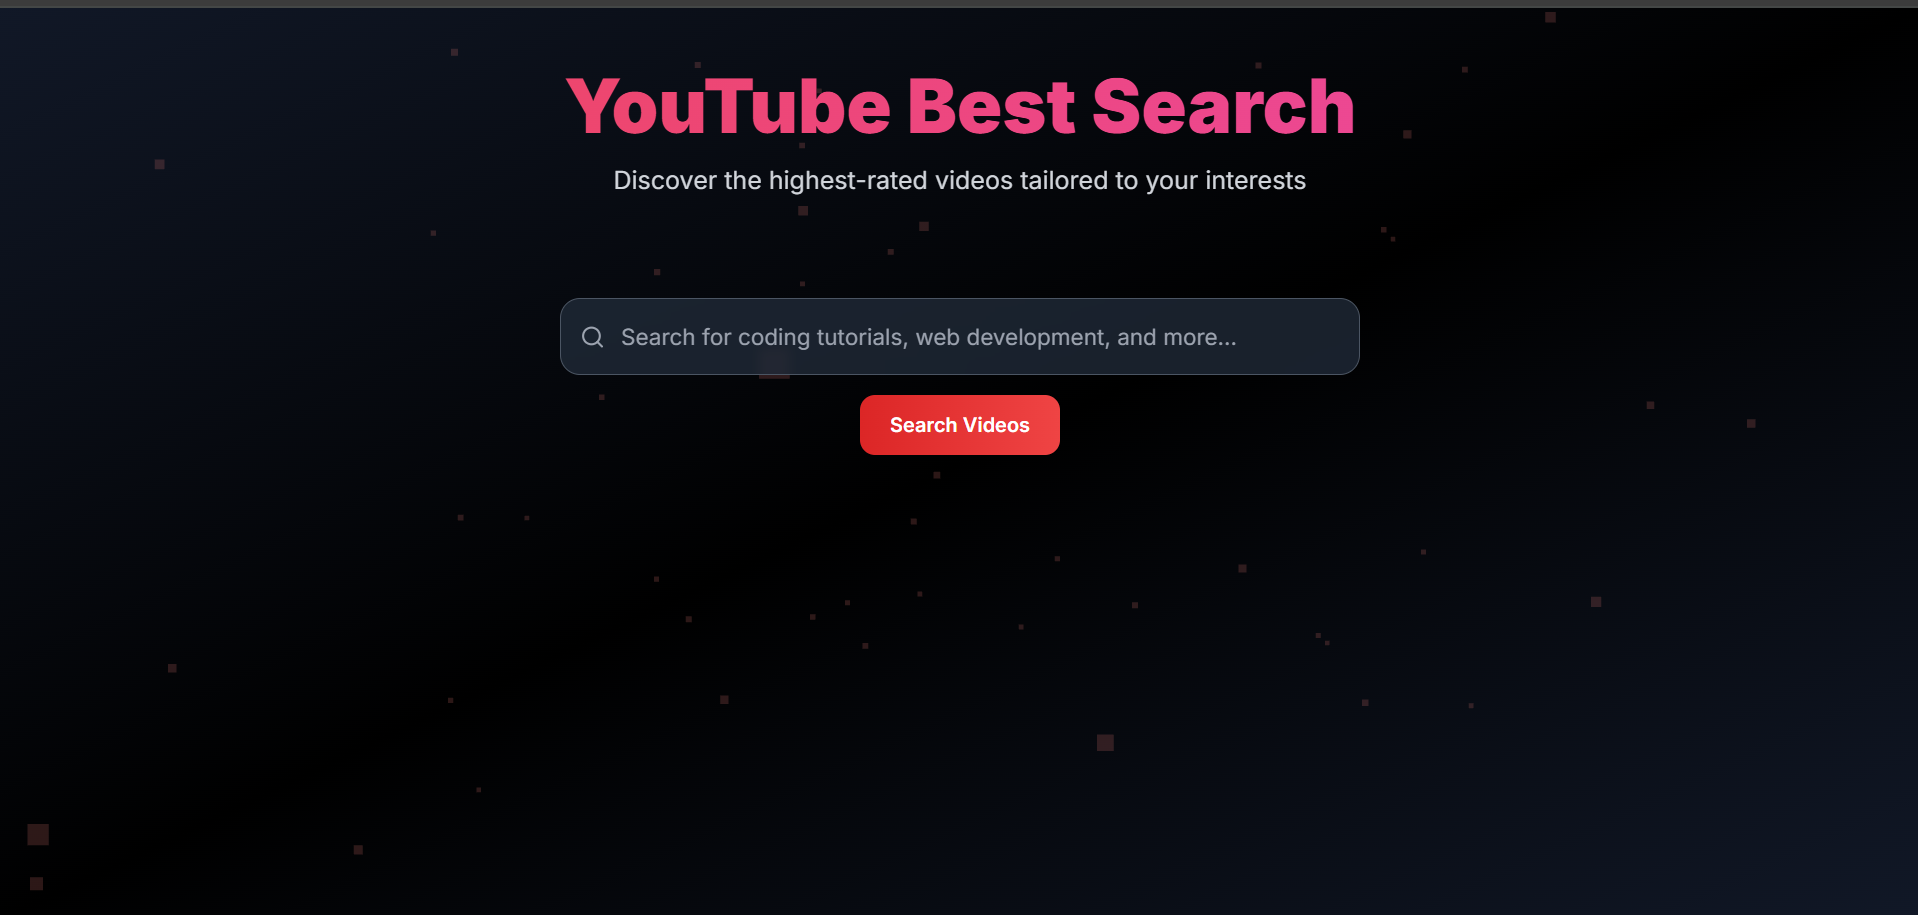 YouTube Best Search
Discover the highest-rated videos tailored to your interests
Search for coding tutorials, web development, and more...
Search Videos